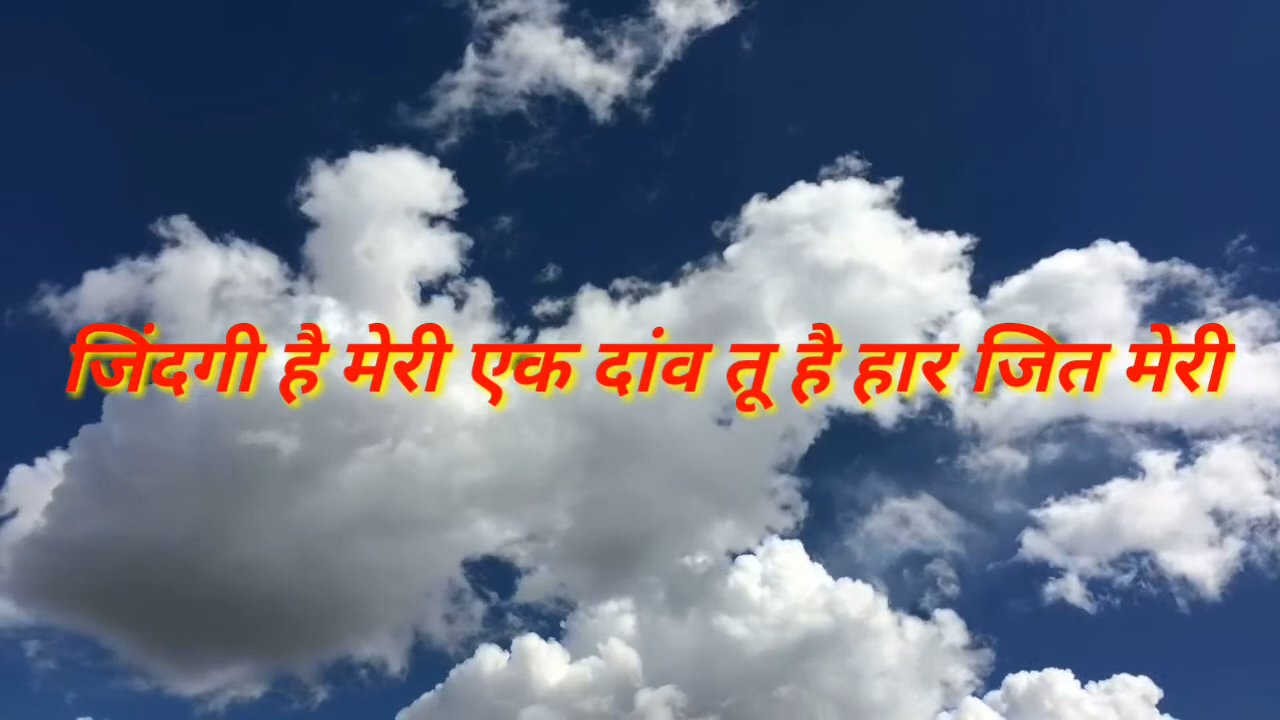 जिंदगी है मेरी एक दांव तू है हार जित मेरी